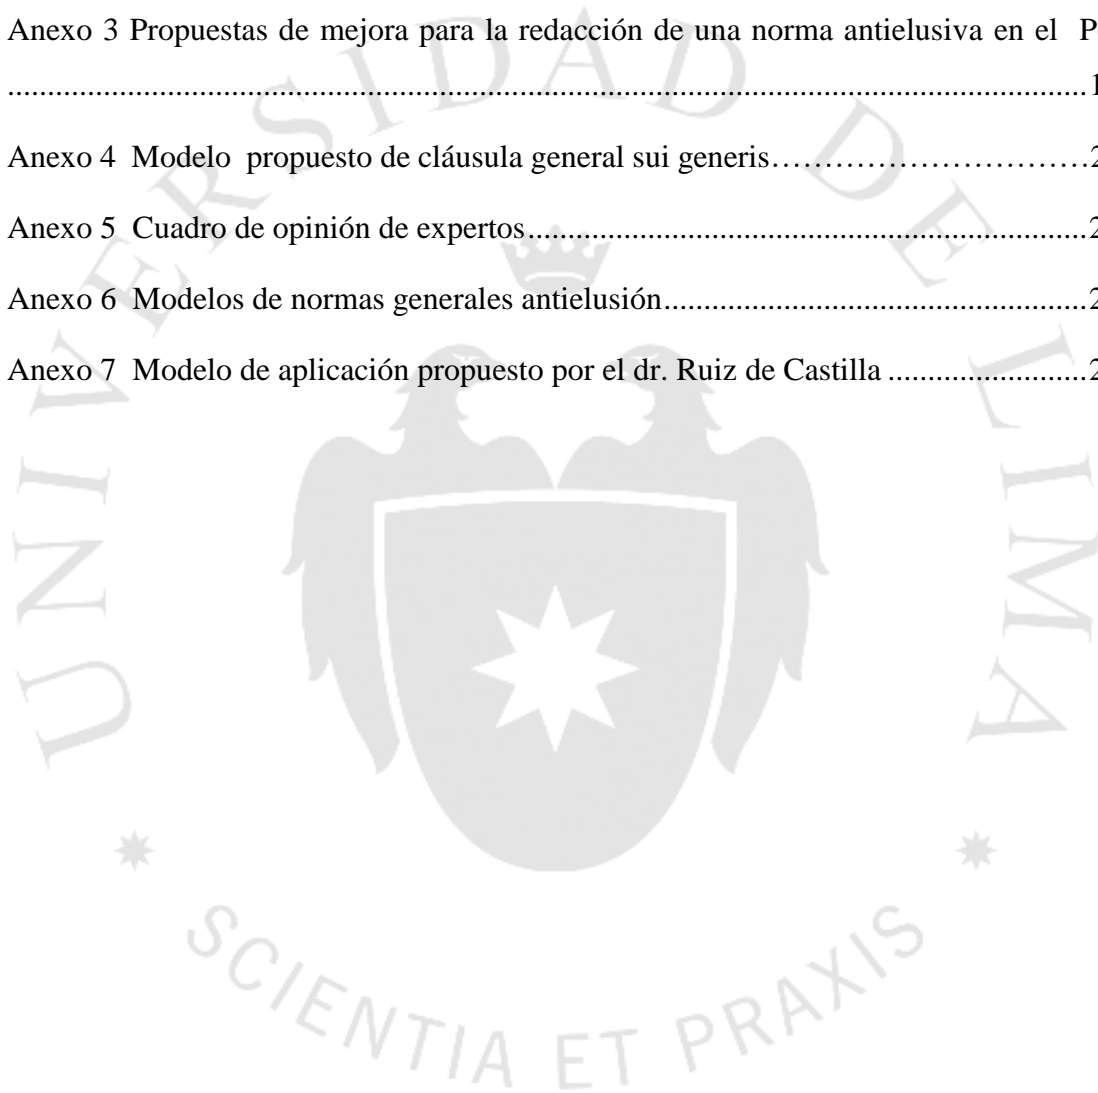 Anexo 3 Propuestas de mejora para la redacción de una norma antielusiva en el P
....................................................................................................................................... 1
Anexo 4 Modelo propuesto de cláusula general sui generis………………………….2
Anexo 5 Cuadro de opinión de expertos......................................................................2
Anexo 6 Modelos de normas generales antielusión.....................................................2
Anexo 7 Modelo de aplicación propuesto por el dr. Ruiz de Castilla .........................2
UNIVERSIDAD DE LIMA
SCIENTIA ET PRAXIS